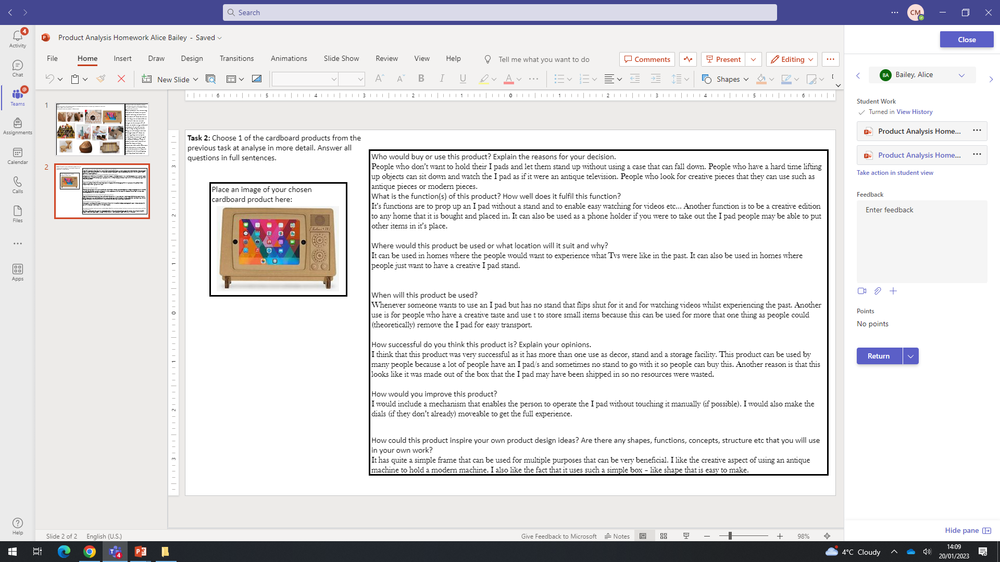 Search
CM
4
Activity
Chat
Teams
Assignments
Calendar
Calls
Files
Apps
Help
Product Analysis Homework Alice Bailey - Saved
File Home Insert Draw Design Transitions Animations Slide Show Review View Help Tell me what you want to do
Comments Present Editing
New Slide Shapes
1
2
6 5 4 3 2 1 0 1 2 3 4 5 6
3
2
1
0
1
2
3
Task 2: Choose 1 of the cardboard products from the
previous task at analyse in more detail. Answer all
questions in full sentences.
Place an image of your chosen
cardboard product here:
Who would buy or use this product? Explain the reasons for your decision.
People who don't want to hold their I pads and let them stand up without using a case that can fall down. People who have a hard time lifting
up objects can sit down and watch the I pad as if it were an antique television. People who look for creative pieces that they can use such as
antique pieces or modern pieces.
What is the function(s) of this product? How well does it fulfil this function?
It's functions are to prop up an I pad without a stand and to enable easy watching for videos etc... Another function is to be a creative edition
to any home that it is bought and placed in. It can also be used as a phone holder if you were to take out the I pad people may be able to put
other items in it's place.
Where would this product be used or what location will it suit and why?
It can be used in homes where the people would want to experience what Tvs were like in the past. It can also be used in homes where
people just want to have a creative I pad stand.
When will this product be used?
Whenever someone wants to use an I pad but has no stand that flips shut for it and for watching videos whilst experiencing the past. Another
use is for people who have a creative taste and use t to store small items because this can be used for more that one thing as people could
(theoretically) remove the I pad for easy transport.
How successful do you think this product is? Explain your opinions.
I think that this product was very successful as it has more than one use as decor, stand and a storage facility. This product can be used by
many people because a lot of people have an I pad/s and sometimes no stand to go with it so people can buy this. Another reason is that this
looks like it was made out of the box that the I pad may have been shipped in so no resources were wasted.
How would you improve this product?
I would include a mechanism that enables the person to operate the I pad without touching it manually (if possible). I would also make the
dials (if they don't already) moveable to get the full experience.
How could this product inspire your own product design ideas? Are there any shapes, functions, concepts, structure etc that you will use
in your own work?
It has quite a simple frame that can be used for multiple purposes that can be very beneficial. I like the creative aspect of using an antique
machine to hold a modern machine. I also like the fact that it uses such a simple box – like shape that is easy to make.
Close
BA Bailey, Alice
Student Work
Turned in View History
Product Analysis Home...
Product Analysis Home...
Take action in student view
Feedback
Enter feedback
Points
No points
Return
Hide pane
Slide 2 of 2 English (U.S.)
Give Feedback to Microsoft Notes 98%
4
4°C Cloudy
14:09
20/01/2023